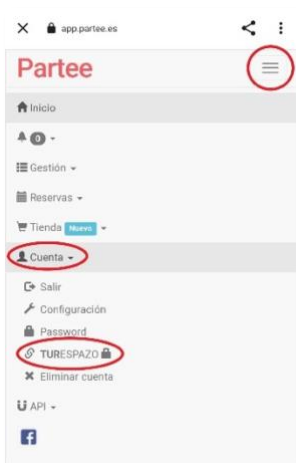 app.partee.es
Partee
Inicio
0
Gestión
Reservas
Tienda Nuevo
Cuenta
Salir
Configuración
Password
TURESPAZO
Eliminar cuenta
API